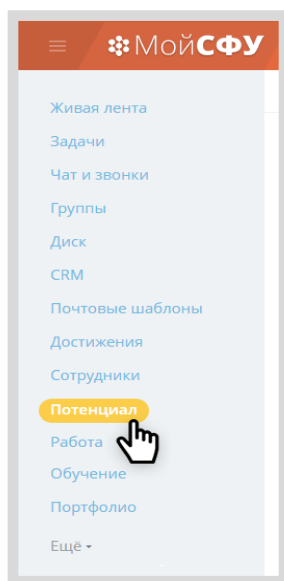 МойСФУ
Живая лента
Задачи
Чат и звонки
Группы
Диск
CRM
Почтовые шаблоны
Достижения
Сотрудники
Потенциал
Работа
Обучение
Портфолио
Ещё